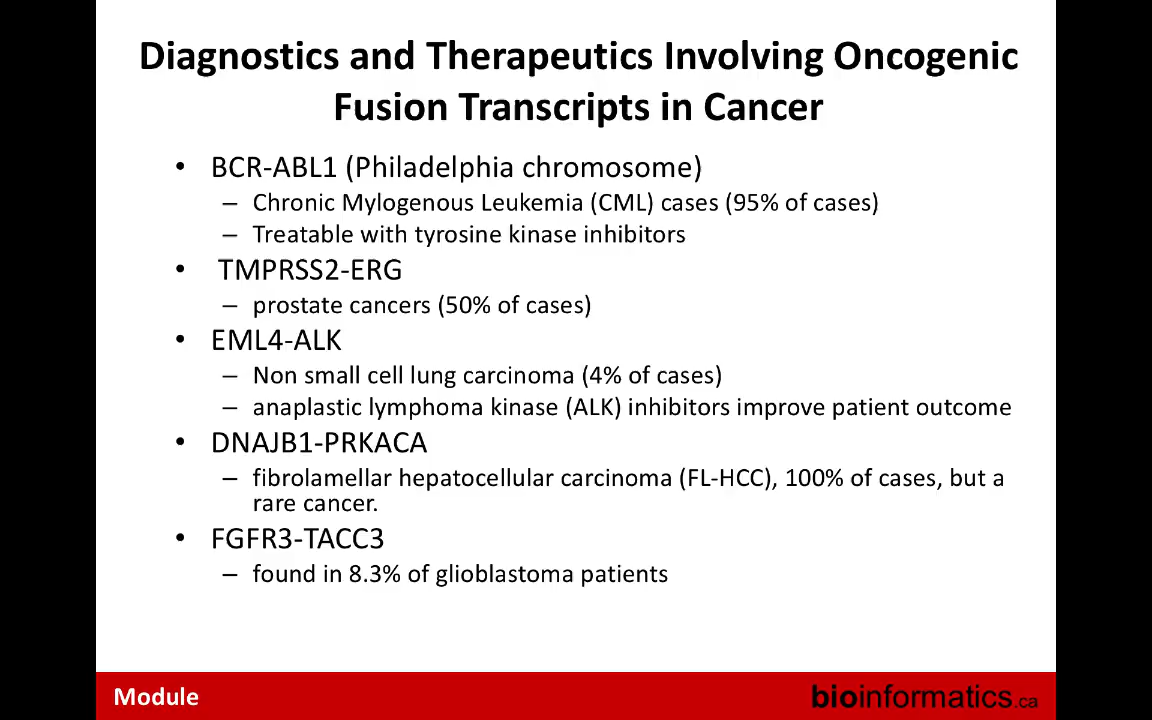 Diagnostics and Therapeutics Involving Oncogenic
Fusion Transcripts in Cancer
• BCR-ABL1 (Philadelphia chromosome)
– Chronic Mylogenous Leukemia (CML) cases (95% of cases)
– Treatable with tyrosine kinase inhibitors
• TMPRSS2-ERG
– prostate cancers (50% of cases)
• EML4-ALK
– Non small cell lung carcinoma (4% of cases)
– anaplastic lymphoma kinase (ALK) inhibitors improve patient outcome
• DNAJB1-PRKACA
– fibrolamellar hepatocellular carcinoma (FL-HCC), 100% of cases, but a
rare cancer.
• FGFR3-TACC3
– found in 8.3% of glioblastoma patients
Module
bioinformatics.ca